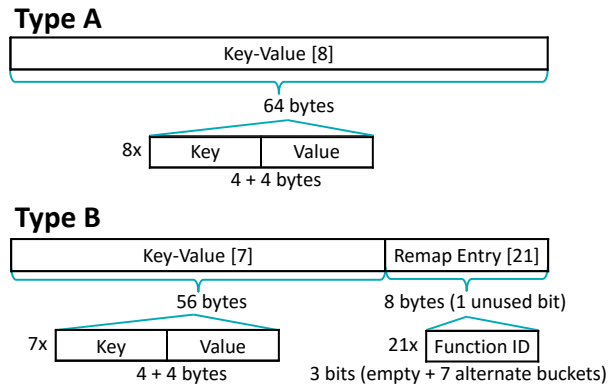 Type A
Key-Value [8]
64 bytes
8x Key Value
4 + 4 bytes
Type B
Key-Value [7] Remap Entry [21]
56 bytes 8 bytes (1 unused bit)
7x Key Value 21x Function ID
4 + 4 bytes 3 bits (empty + 7 alternate buckets)